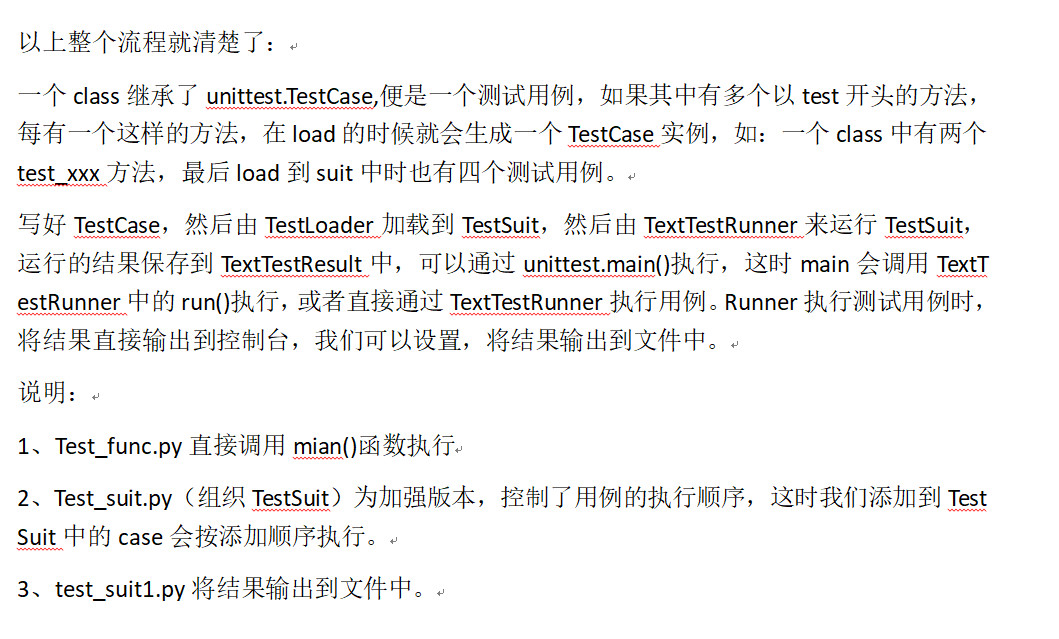 以上整个流程就清楚了：
一个 class 继承了 unittest.TestCase,便是一个测试用例，如果其中有多个以 test 开头的方法，
每有一个这样的方法，在 load 的时候就会生成一个 TestCase 实例，如：一个 class 中有两个
test_xxx 方法，最后 load 到 suit 中时也有四个测试用例。
写好 TestCase，然后由 TestLoader 加载到 TestSuit，然后由 TextTestRunner 来运行 TestSuit，
运行的结果保存到 TextTestResult 中，可以通过 unittest.main()执行，这时 main 会调用 TextT
estRunner 中的 run()执行，或者直接通过 TextTestRunner 执行用例。Runner 执行测试用例时，
将结果直接输出到控制台，我们可以设置，将结果输出到文件中。
说明：
1、Test_func.py 直接调用 mian()函数执行
2、Test_suit.py（组织 TestSuit）为加强版本，控制了用例的执行顺序，这时我们添加到 Test
Suit 中的 case 会按添加顺序执行。
3、test_suit1.py 将结果输出到文件中。